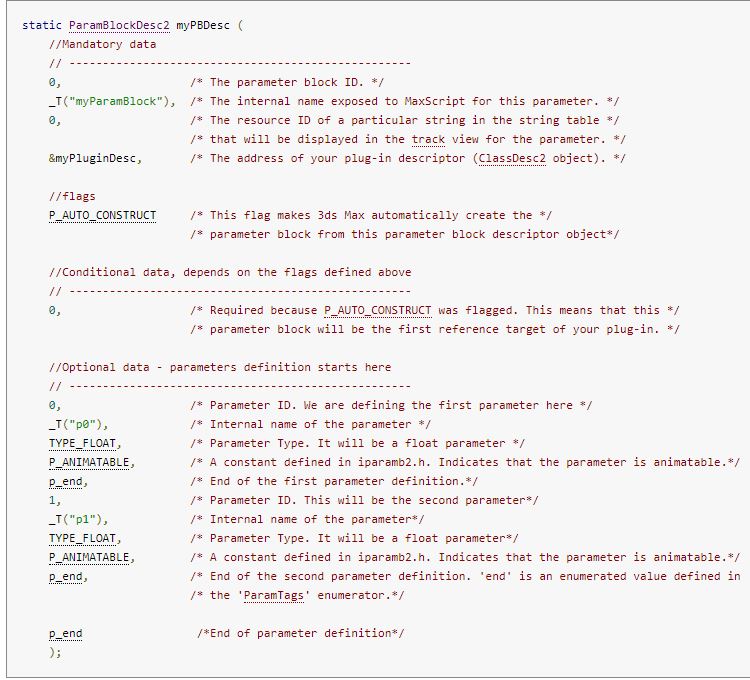 static ParamBlockDesc2 myPBDesc (
//Mandatory data
// ---------------------------------------------------
0, /* The parameter block ID. */
_T("myParamBlock"), /* The internal name exposed to MaxScript for this parameter. */
0, /* The resource ID of a particular string in the string table */
/* that will be displayed in the track view for the parameter. */
&myPluginDesc, /* The address of your plug-in descriptor (ClassDesc2 object). */
//flags
P_AUTO_CONSTRUCT /* This flag makes 3ds Max automatically create the */
/* parameter block from this parameter block descriptor object*/
//Conditional data, depends on the flags defined above
// ---------------------------------------------------
0, /* Required because P_AUTO_CONSTRUCT was flagged. This means that this */
/* parameter block will be the first reference target of your plug-in. */
//Optional data - parameters definition starts here
// ---------------------------------------------------
0, /* Parameter ID. We are defining the first parameter here */
_T("p0"), /* Internal name of the parameter */
TYPE_FLOAT, /* Parameter Type. It will be a float parameter */
P_ANIMATABLE, /* A constant defined in iparamb2.h. Indicates that the parameter is animatable.*/
p_end, /* End of the first parameter definition.*/
1, /* Parameter ID. This will be the second parameter*/
_T("p1"), /* Internal name of the parameter*/
TYPE_FLOAT, /* Parameter Type. It will be a float parameter*/
P_ANIMATABLE, /* A constant defined in iparamb2.h. Indicates that the parameter is animatable.*/
p_end, /* End of the second parameter definition. 'end' is an enumerated value defined in
/* the 'ParamTags' enumerator.*/
p_end /*End of parameter definition*/
);